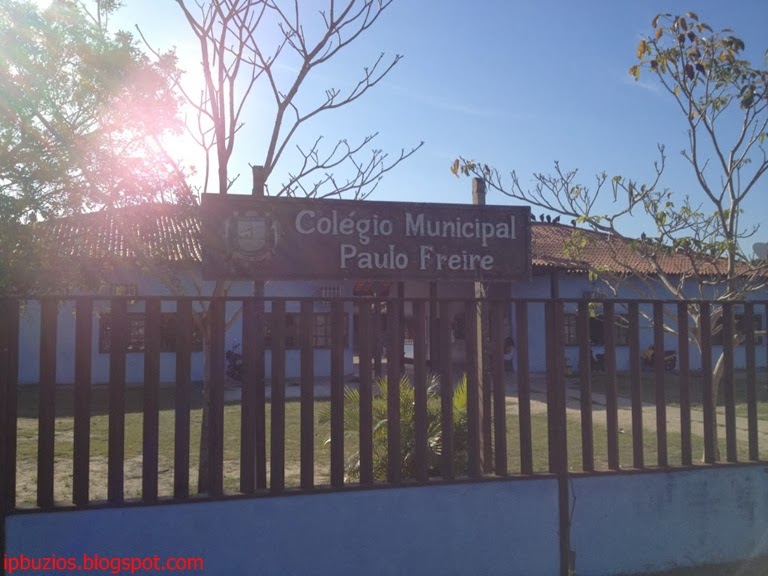 Colégio Municipal
Paulo Freire
ipbuzios.blogspot.com